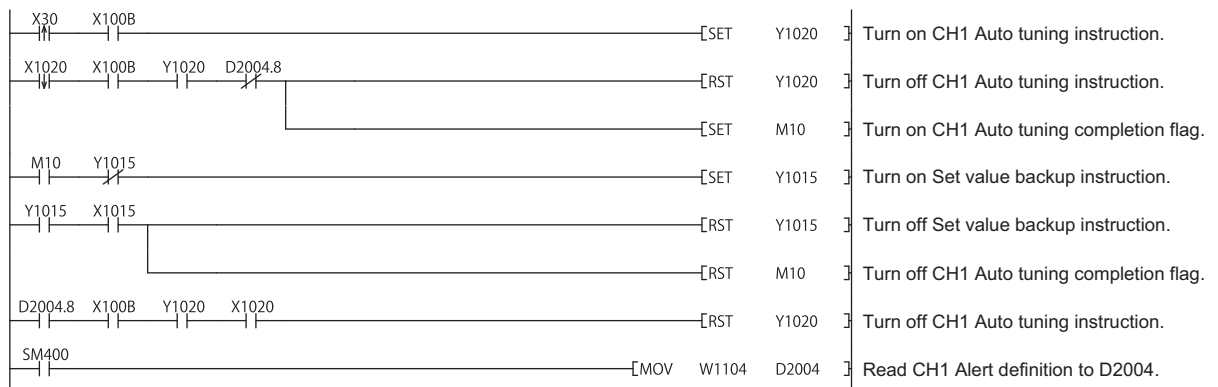 X30 X100B
[SET Y1020 ] Turn on CH1 Auto tuning instruction.
X1020 X100B Y1020 D2004.8
[RST Y1020 ] Turn off CH1 Auto tuning instruction.
[SET M10 ] Turn on CH1 Auto tuning completion flag.
M10 Y1015
[SET Y1015 ] Turn on Set value backup instruction.
Y1015 X1015
[RST Y1015 ] Turn off Set value backup instruction.
[RST M10 ] Turn off CH1 Auto tuning completion flag.
D2004.8 X100B Y1020 X1020
[RST Y1020 ] Turn off CH1 Auto tuning instruction.
SM400
[MOV W1104 D2004 ] Read CH1 Alert definition to D2004.